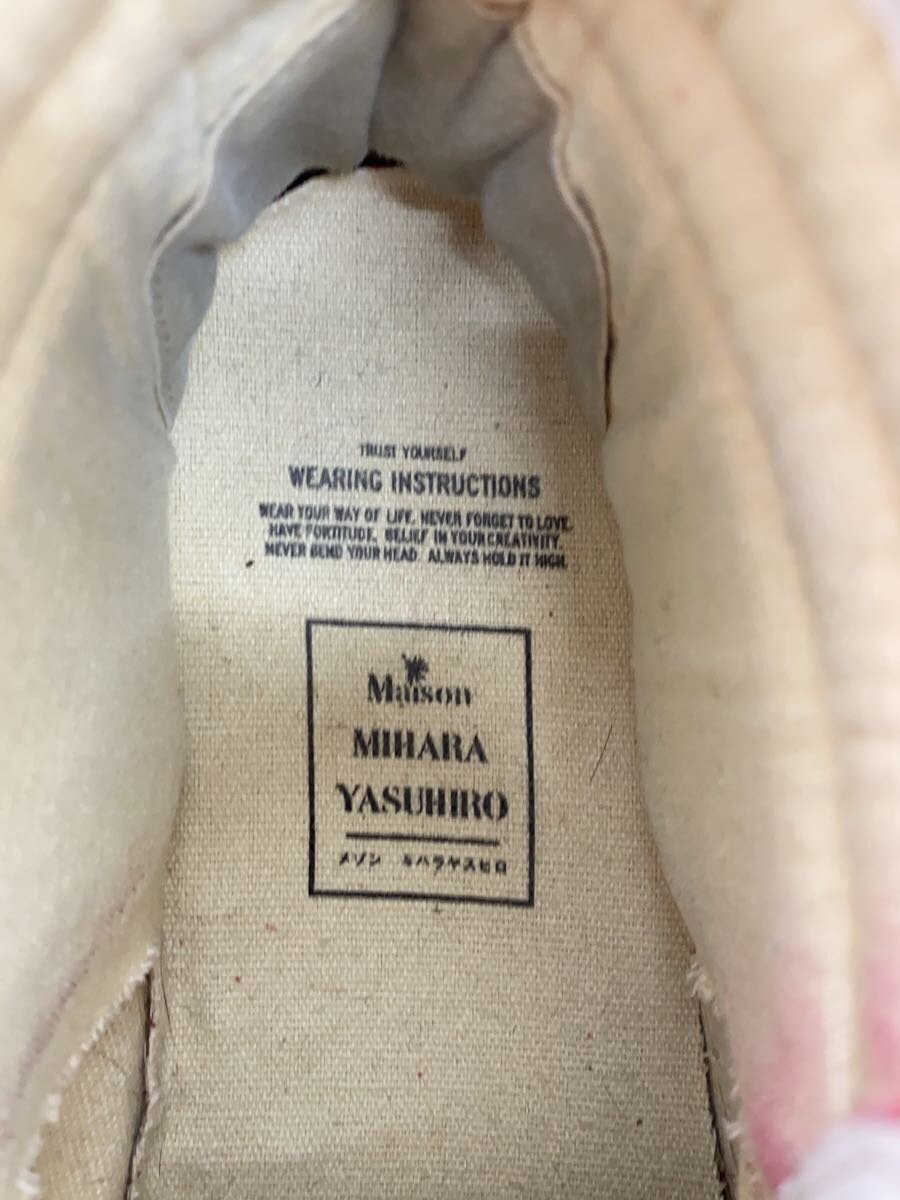 TRUST YOURSELF
WEARING INSTRUCTIONS
WEAR YOUR WAY OF LIFE. NEVER FORGET TO LOVE.
HAVE FORTITUDE. BELIEF IN YOUR CREATIVITY.
NEVER BEND YOUR HEAD. ALWAYS HOLD IT HIGH.
Maison
MIHARA
YASUHIRO
メゾン ミハラヤスヒロ